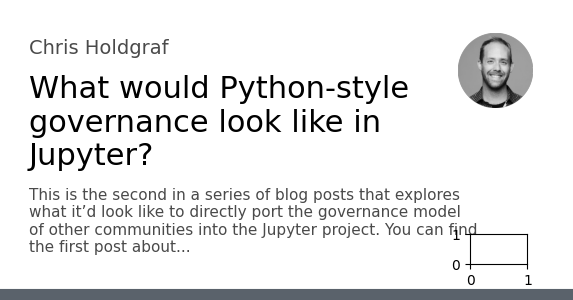 Chris Holdgraf
What would Python-style
governance look like in
Jupyter?
This is the second in a series of blog posts that explores
what it’d look like to directly port the governance model
of other communities into the Jupyter project. You can find
the first post about...
1
0
0 1